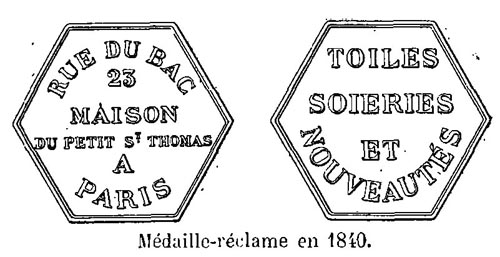 RUE DU BAC
23
MAISON
DU PETIT ST THOMAS
A
PARIS
TOILES
SOIERIES
ET
NOUVEAUTÉS
Médaille-réclame en 1840.